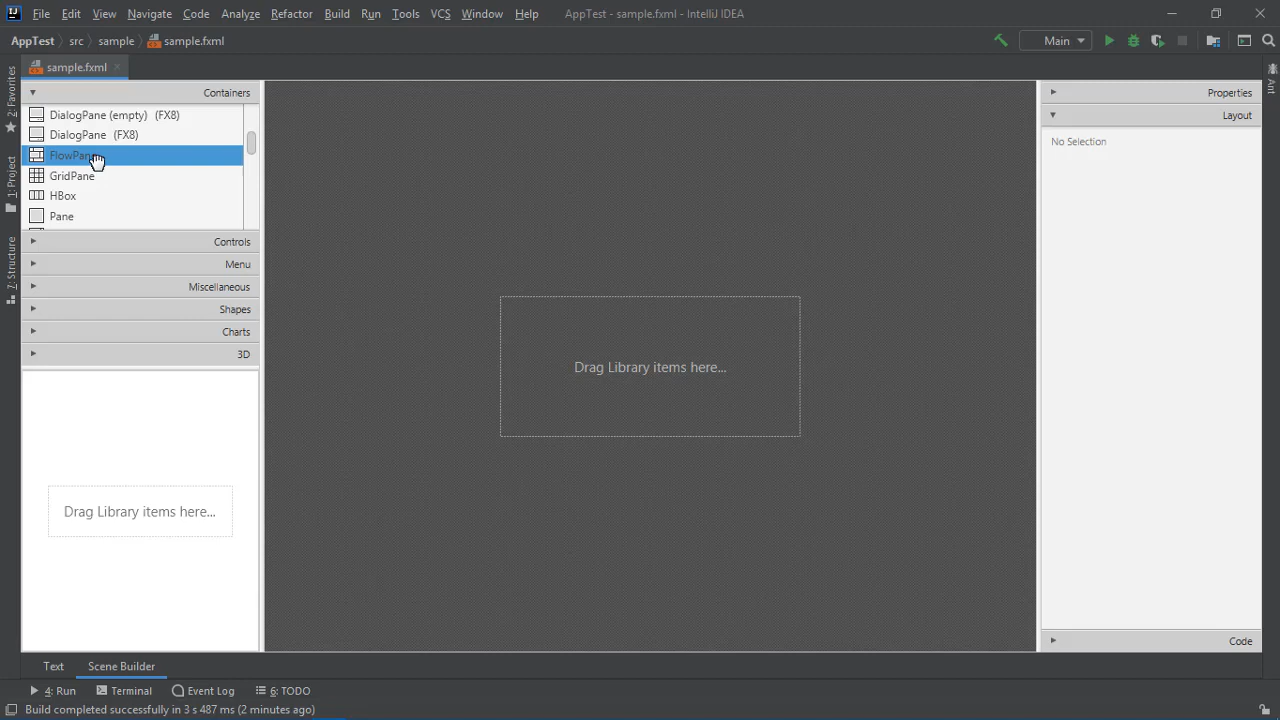 IJ File Edit View Navigate Code Analyze Refactor Build Run Tools VCS Window Help AppTest - sample.fxml - IntelliJ IDEA
AppTest src sample sample.fxml Main
sample.fxml
2: Favorites
1: Project
7: Structure
Containers
DialogPane (empty) (FX8)
DialogPane (FX8)
FlowPane
GridPane
HBox
Pane
Controls
Menu
Miscellaneous
Shapes
Charts
3D
Drag Library items here...
Drag Library items here...
Properties
Layout
No Selection
Code
Ant
Text Scene Builder
4: Run Terminal Event Log 6: TODO
Build completed successfully in 3 s 487 ms (2 minutes ago)